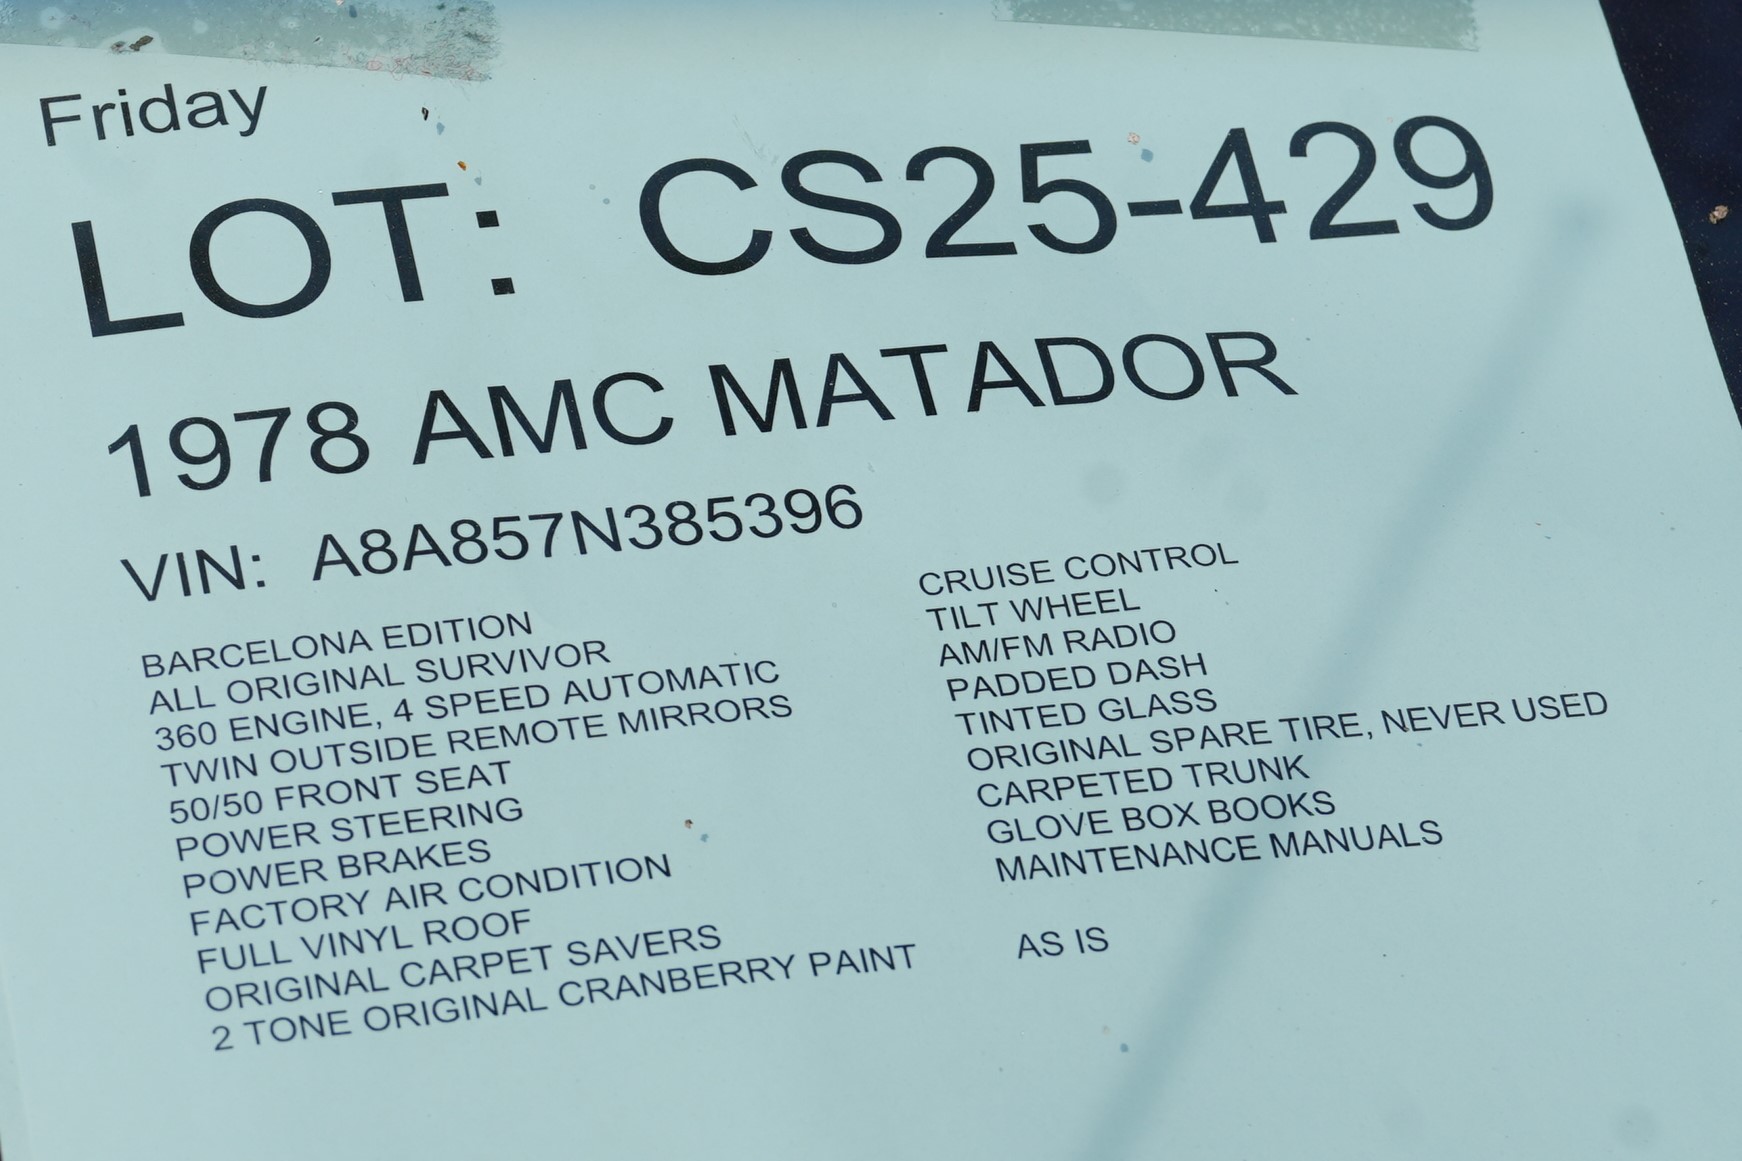 Friday
LOT: CS25-429
1978 AMC MATADOR
VIN: A8A857N385396
BARCELONA EDITION
ALL ORIGINAL SURVIVOR
360 ENGINE, 4 SPEED AUTOMATIC
TWIN OUTSIDE REMOTE MIRRORS
50/50 FRONT SEAT
POWER STEERING
POWER BRAKES
FACTORY AIR CONDITION
FULL VINYL ROOF
ORIGINAL CARPET SAVERS
2 TONE ORIGINAL CRANBERRY PAINT
CRUISE CONTROL
TILT WHEEL
AM/FM RADIO
PADDED DASH
TINTED GLASS
ORIGINAL SPARE TIRE, NEVER USED
CARPETED TRUNK
GLOVE BOX BOOKS
MAINTENANCE MANUALS
AS IS